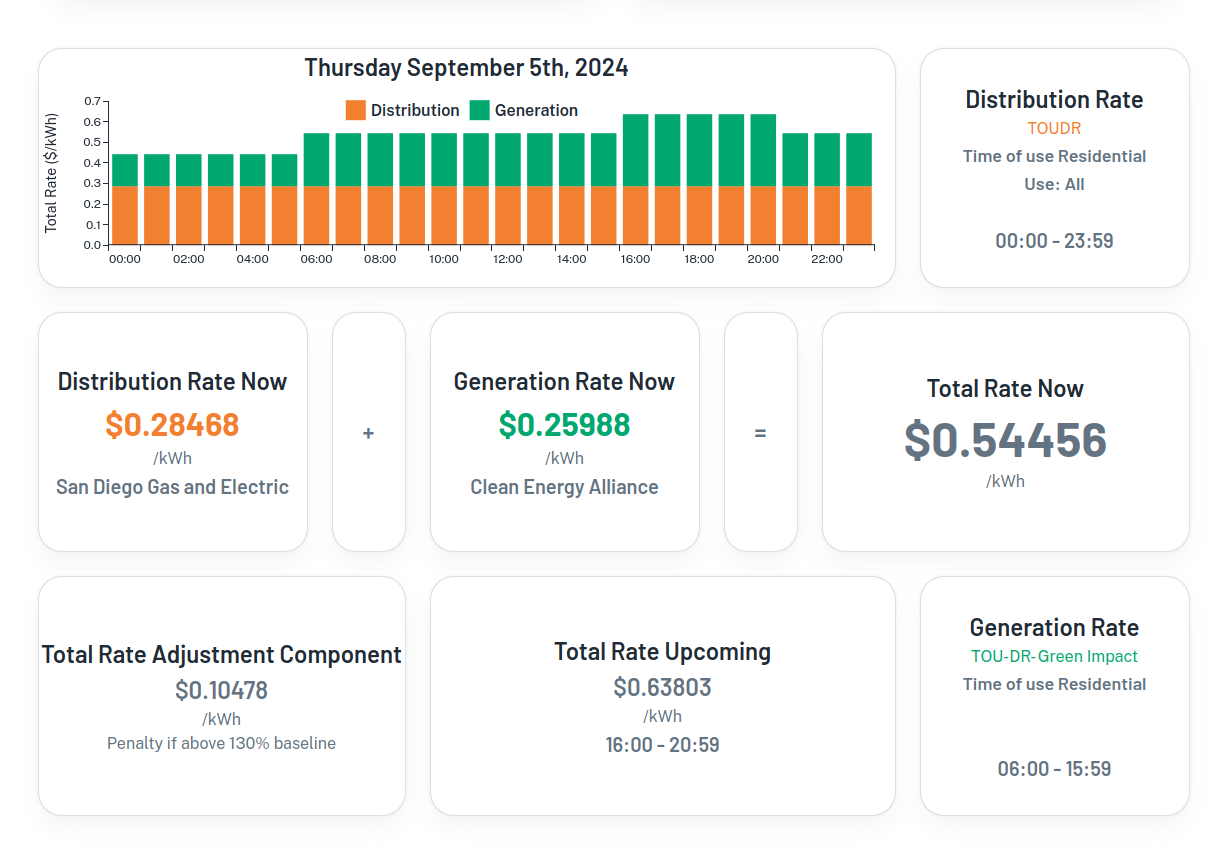 Thursday September 5th, 2024
Distribution
Generation
Total Rate ($/kWh)
0.7
0.6
0.5
0.4
0.3
0.2
0.1
0.0
00:00 02:00 04:00 06:00 08:00 10:00 12:00 14:00 16:00 18:00 20:00 22:00
Distribution Rate
TOUDR
Time of use Residential
Use: All
00:00 - 23:59
Distribution Rate Now
$0.28468
/kWh
San Diego Gas and Electric
+
Generation Rate Now
$0.25988
/kWh
Clean Energy Alliance
=
Total Rate Now
$0.54456
/kWh
Total Rate Adjustment Component
$0.10478
/kWh
Penalty if above 130% baseline
Total Rate Upcoming
$0.63803
/kWh
16:00 - 20:59
Generation Rate
TOU-DR-Green Impact
Time of use Residential
06:00 - 15:59